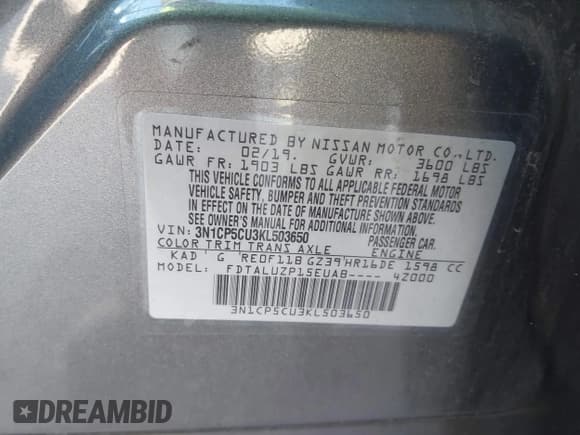 MANUFACTURED BY NISSAN MOTOR CO.,LTD.
DATE: 02/19. GVWR: 3600 LBS
GAWR FR: 1903 LBS GAWR RR: 1698 LBS
THIS VEHICLE CONFORMS TO ALL APPLICABLE FEDERAL MOTOR
VEHICLE SAFETY, BUMPER AND THEFT PREVENTION STANDARDS
IN EFFECT ON THE DATE OF MANUFACTURE SHOWN ABOVE.
SEE OWNER'S MANUAL FOR ADDITIONAL INFORMATION
VIN: 3N1CP5CU3KL503650 PASSENGER CAR.
COLOR TRIM TRANS AXLE ENGINE
KAD G RE0F11B GZ39 HR16DE 1598 CC
MODEL: FDTALUZP15EUAB---- 42000
3N1CP5CU3KL503650
DREAMBID